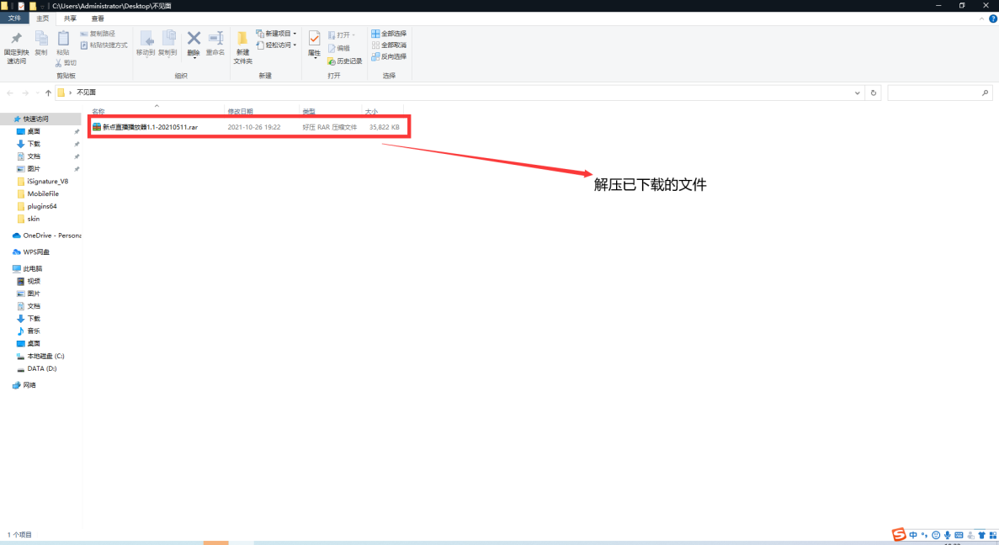 C:\Users\Administrator\Desktop\不见面
文件 主页 共享 查看
固定到快速访问
复制
粘贴
复制路径
粘贴快捷方式
剪切
剪贴板
移动到 复制到
删除 重命名
组织
新建文件夹
新建项目
轻松访问
新建
属性
打开
编辑
历史记录
打开
全部选择
全部取消
反向选择
选择
不见面
名称 修改日期 类型 大小
新点直播播放器1.1-20210511.rar 2021-10-26 19:22 好压 RAR 压缩文件 35,822 KB
解压已下载的文件
快速访问
桌面
下载
文档
图片
iSignature_V8
MobileFile
plugins64
skin
OneDrive - Persona
WPS网盘
此电脑
视频
图片
文档
下载
音乐
桌面
本地磁盘 (C:)
DATA (D:)
网络
1 个项目
中